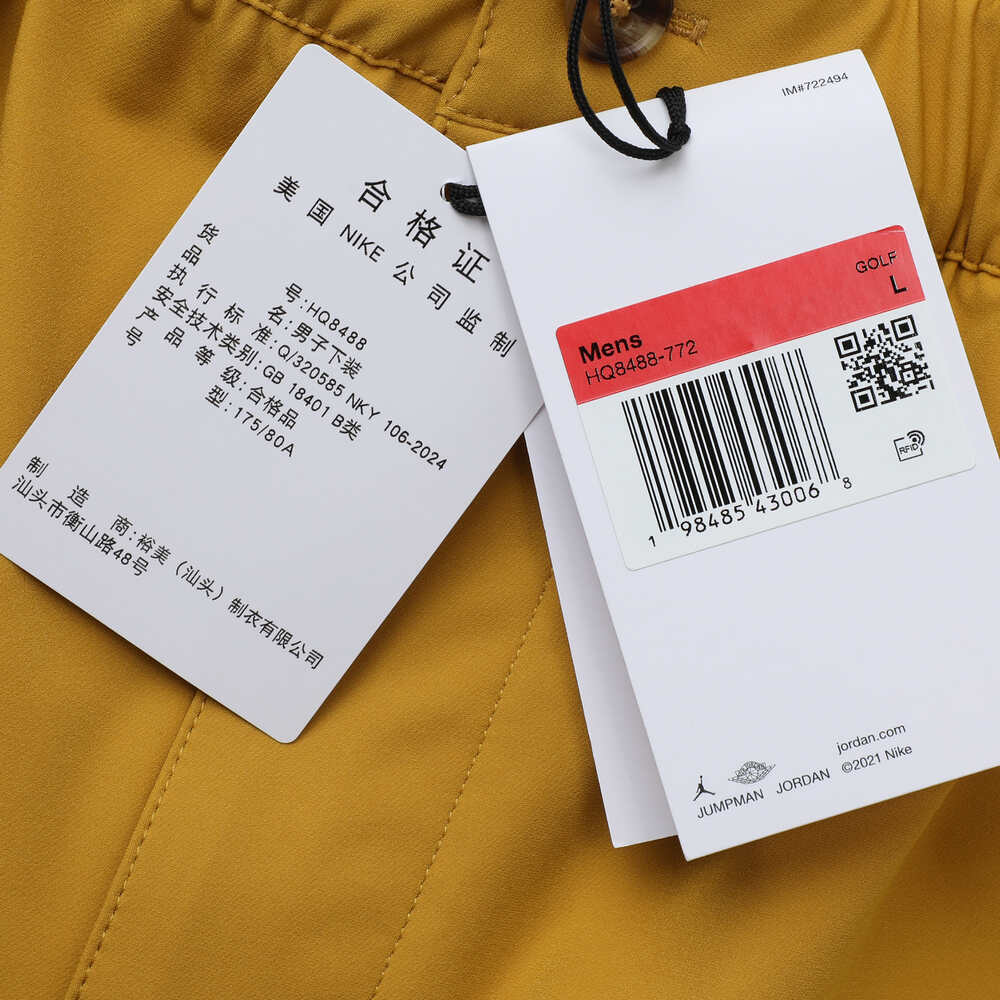 合格证
美国NIKE公司监制
货号:HQ8488
品名:男子下装
执行标准:Q/320585 NKY 106-2024
安全技术类别:GB 18401 B类
产品等级:合格品
号型:175/80A
制造商:裕美（汕头）制衣有限公司
汕头市衡山路48号
IM#722494
GOLF
L
Mens
HQ8488-772
RFID
1 98485 43006 8
jordan.com
JUMPMAN JORDAN ©2021 Nike